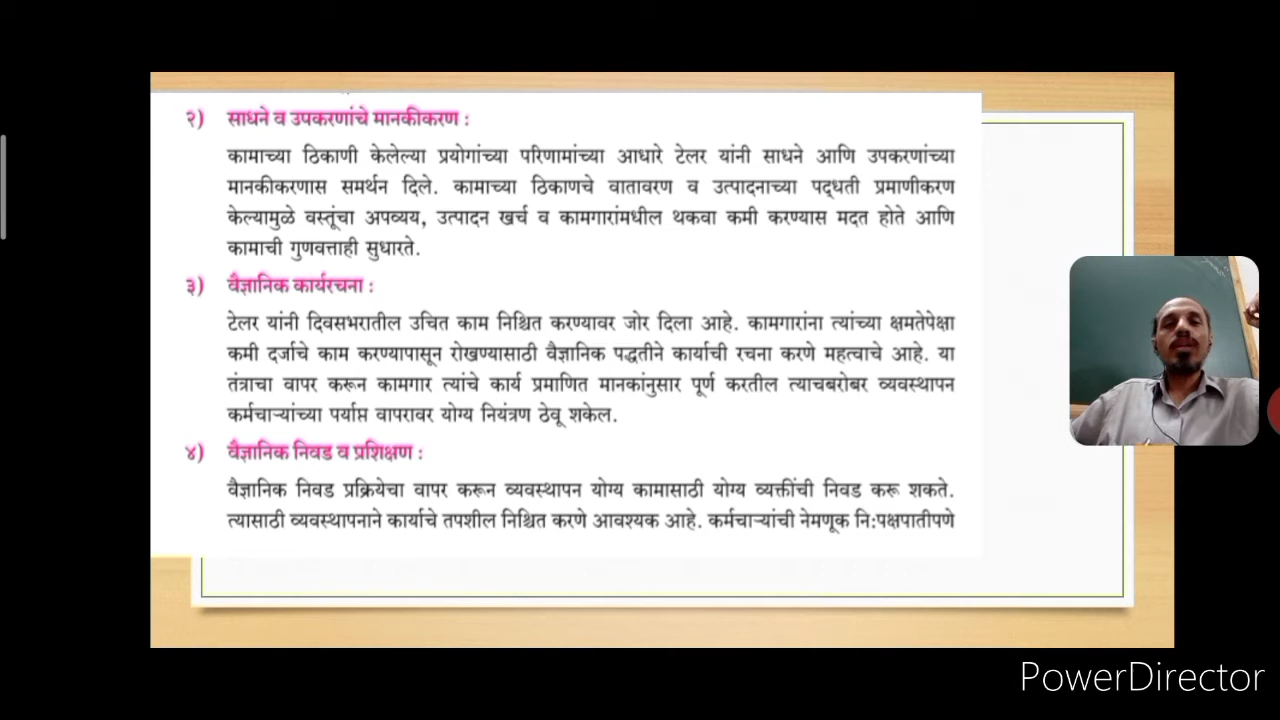 २) साधने व उपकरणांचे मानकीकरण :
कामाच्या ठिकाणी केलेल्या प्रयोगांच्या परिणामांच्या आधारे टेलर यांनी साधने आणि उपकरणांच्या
मानकीकरणास समर्थन दिले. कामाच्या ठिकाणचे वातावरण व उत्पादनाच्या पद्धती प्रमाणीकरण
केल्यामुळे वस्तूंचा अपव्यय, उत्पादन खर्च व कामगारांमधील थकवा कमी करण्यास मदत होते आणि
कामाची गुणवत्ताही सुधारते.
३) वैज्ञानिक कार्यरचना :
टेलर यांनी दिवसभरातील उचित काम निश्चित करण्यावर जोर दिला आहे. कामगारांना त्यांच्या क्षमतेपेक्षा
कमी दर्जाचे काम करण्यापासून रोखण्यासाठी वैज्ञानिक पद्धतीने कार्याची रचना करणे महत्वाचे आहे. या
तंत्राचा वापर करून कामगार त्यांचे कार्य प्रमाणित मानकांनुसार पूर्ण करतील त्याचबरोबर व्यवस्थापन
कर्मचाऱ्यांच्या पर्याप्त वापरावर योग्य नियंत्रण ठेवू शकेल.
४) वैज्ञानिक निवड व प्रशिक्षण :
वैज्ञानिक निवड प्रक्रियेचा वापर करून व्यवस्थापन योग्य कामासाठी योग्य व्यक्तींची निवड करू शकते.
त्यासाठी व्यवस्थापनाने कार्याचे तपशील निश्चित करणे आवश्यक आहे. कर्मचाऱ्यांची नेमणूक नि:पक्षपातीपणे
PowerDirector